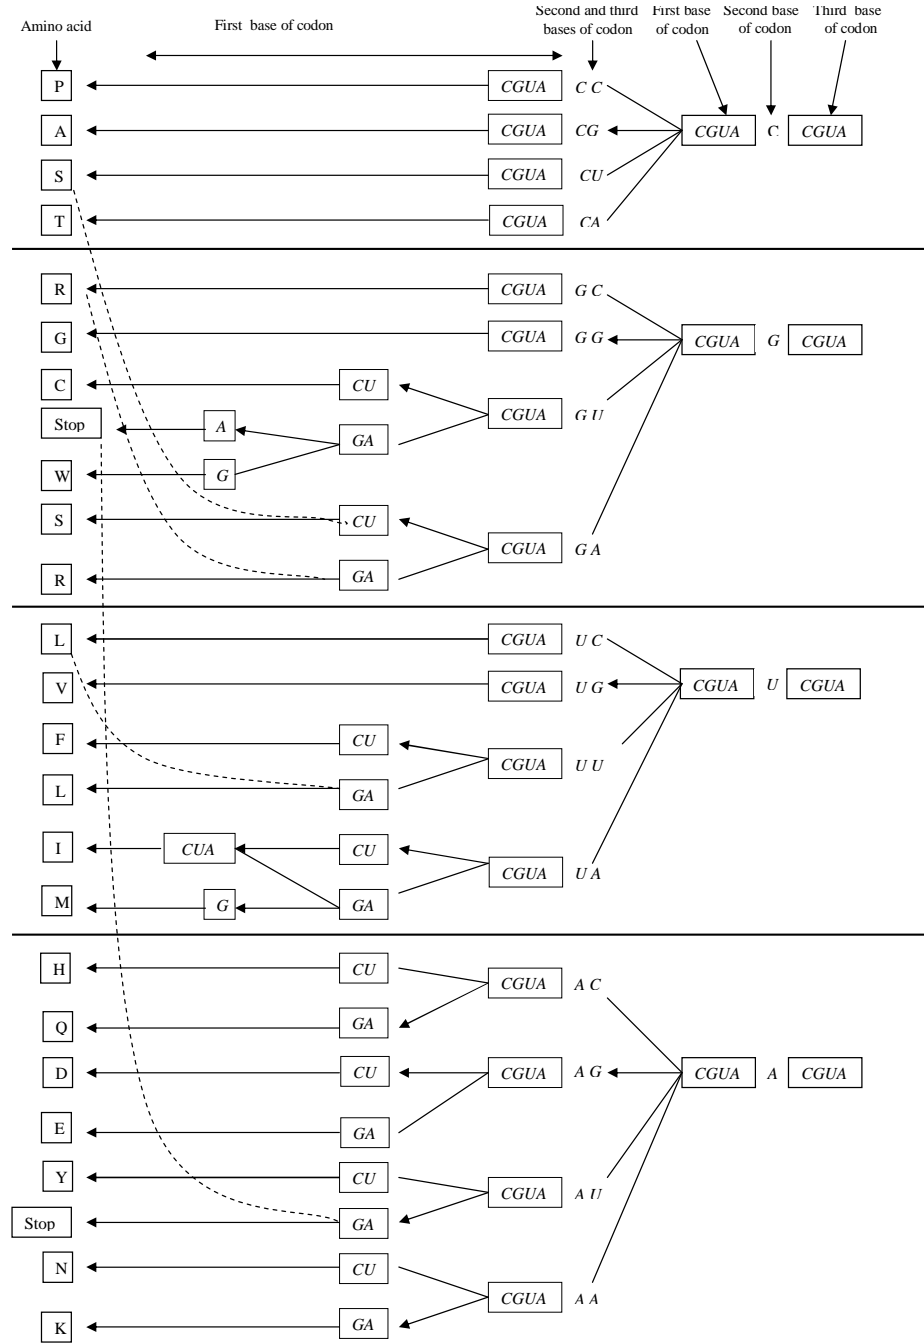 Amino acid
First base of codon
Second and third
bases of codon
First base
of codon
Second base
of codon
Third base
of codon
P CGUA C C
A CGUA CG CGUA C CGUA
S CGUA CU
T CGUA CA
R CGUA G C
G CGUA G G CGUA G CGUA
C CU
CGUA G U
Stop A GA
W G
S CU
CGUA G A
R GA
L CGUA U C
V CGUA U G CGUA U CGUA
F CU
CGUA U U
L GA
I CUA CU
CGUA U A
M G GA
H CU
CGUA A C
Q GA
D CU CGUA A G CGUA A CGUA
E GA
Y CU
CGUA A U
Stop GA
N CU
CGUA A A
K GA